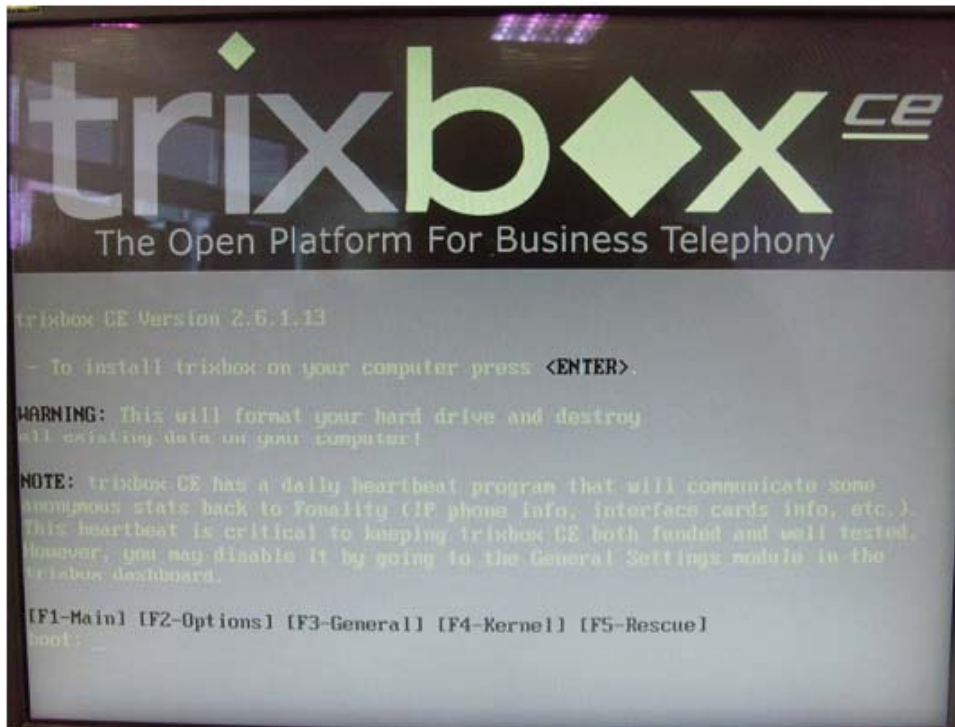 trixbox ce
The Open Platform For Business Telephony
trixbox CE Version 2.6.1.13
- To install trixbox on your computer press <ENTER>.
WARNING: This will format your hard drive and destroy
all existing data on your computer!
NOTE: trixbox CE has a daily heartbeat program that will communicate some
anonymous stats back to Fonality (IP phone info, interface cards info, etc.).
This heartbeat is critical to keeping trixbox CE both funded and well tested.
However, you may disable it by going to the General Settings module in the
trixbox dashboard.
[F1-Main] [F2-Options] [F3-General] [F4-Kernel] [F5-Rescue]
boot: _